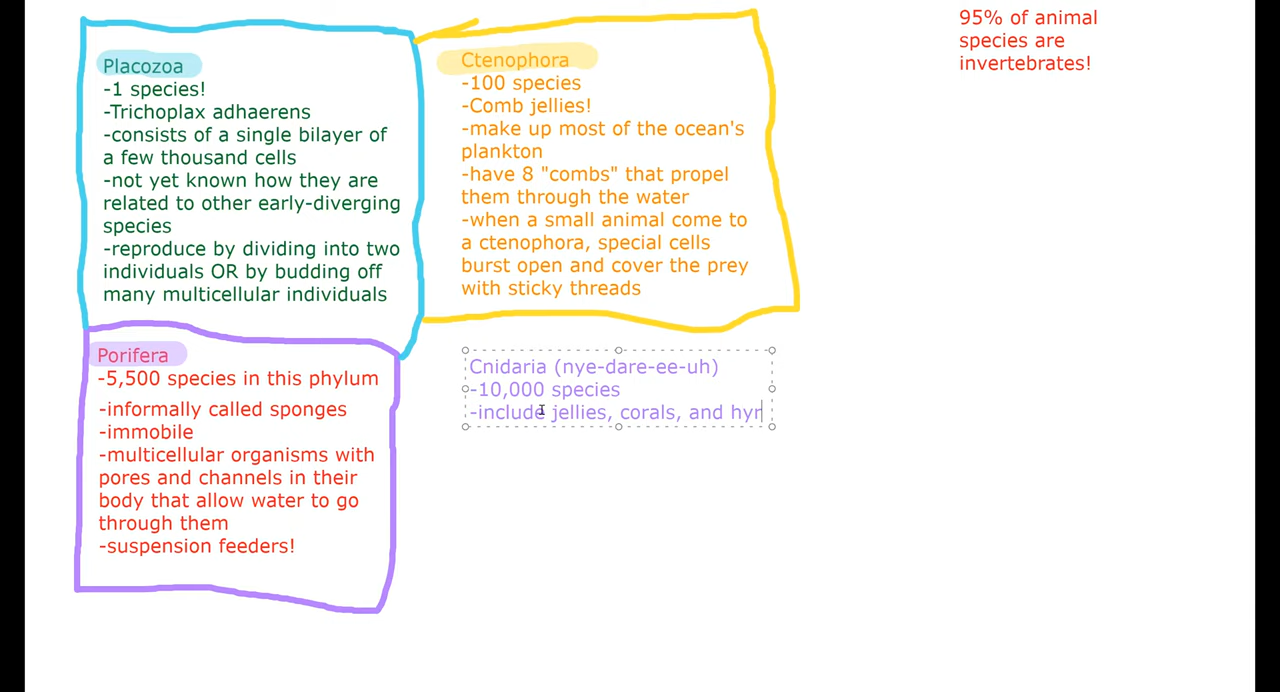 Placozoa
-1 species!
-Trichoplax adhaerens
-consists of a single bilayer of
a few thousand cells
-not yet known how they are
related to other early-diverging
species
-reproduce by dividing into two
individuals OR by budding off
many multicellular individuals
Ctenophora
-100 species
-Comb jellies!
-make up most of the ocean's
plankton
-have 8 "combs" that propel
them through the water
-when a small animal come to
a ctenophora, special cells
burst open and cover the prey
with sticky threads
95% of animal
species are
invertebrates!
Porifera
-5,500 species in this phylum
-informally called sponges
-immobile
-multicellular organisms with
pores and channels in their
body that allow water to go
through them
-suspension feeders!
Cnidaria (nye-dare-ee-uh)
-10,000 species
-include jellies, corals, and hyr